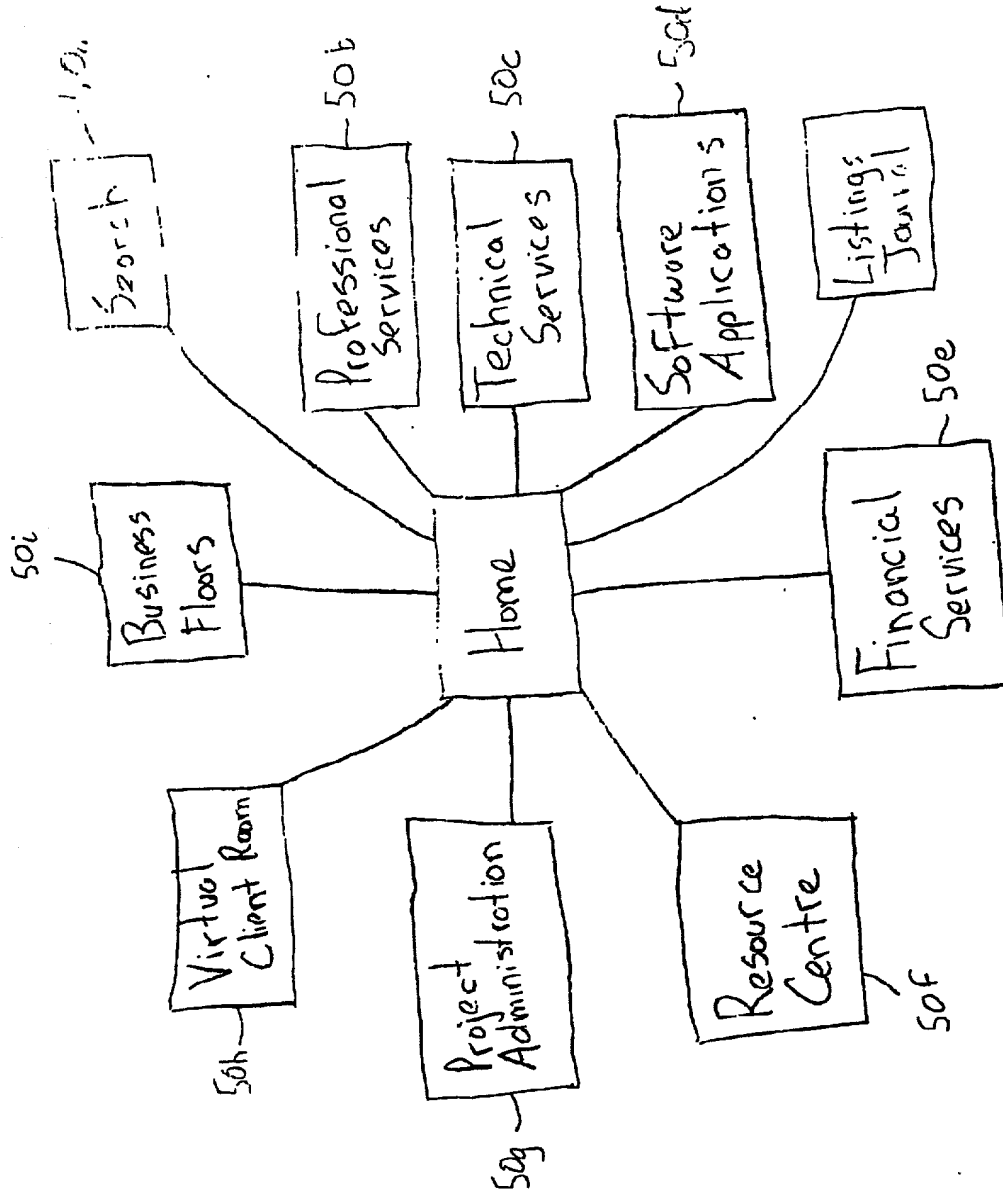 Search
Professional
Services
50b
Technical
Services
50c
Software
Applications
50d
Listings
Financial
Services
50e
Resource
Centre
50f
Project
Administration
50g
Virtual
Client Room
50h
Business
Floors
50i
Home